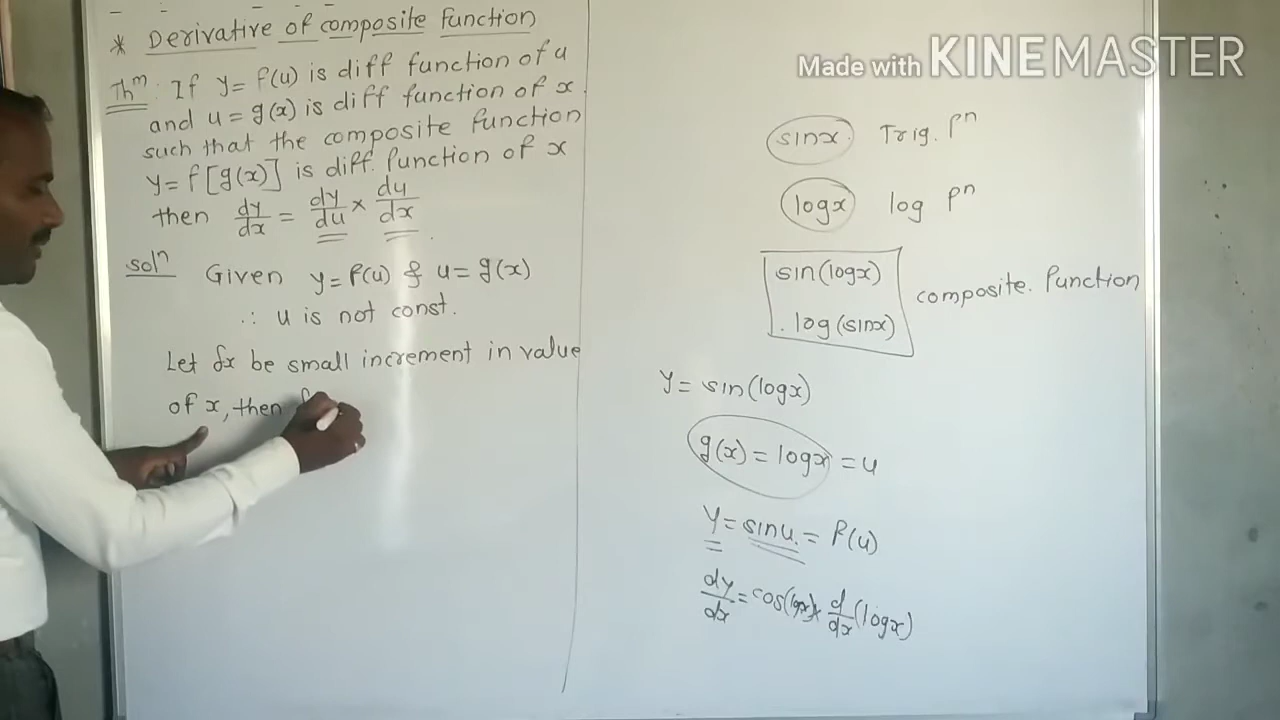 * Derivative of composite Function
Thm : If y = f(u) is diff function of u
and u = g(x) is diff function of x
such that the composite function
y = f[g(x)] is diff. function of x
then dy/dx = dy/du × du/dx
soln Given y = f(u) & u = g(x)
∴ u is not const.
Let δx be small increment in value
of x, then
Made with KINEMASTER
sinx Trig. fn
logx log fn
sin(logx)
log(sinx)
composite. function
y = sin(logx)
g(x) = logx = u
y = sinu. = f(u)
dy/dx = cos(logx) × d/dx (logx)